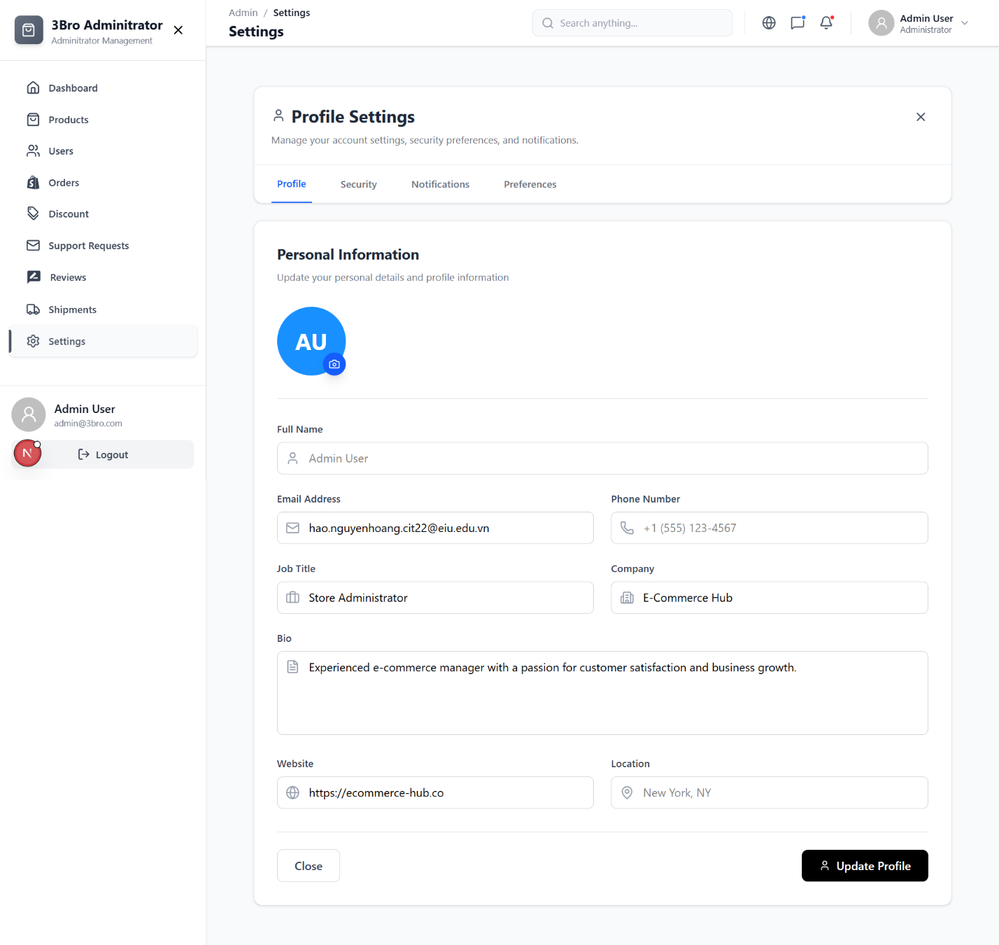 3Bro Adminitrator
Adminitrator Management
Dashboard
Products
Users
Orders
Discount
Support Requests
Reviews
Shipments
Settings
Admin User
admin@3bro.com
N
Logout
Admin / Settings
Settings
Search anything...
Admin User
Administrator
Profile Settings
Manage your account settings, security preferences, and notifications.
Profile Security Notifications Preferences
Personal Information
Update your personal details and profile information
AU
Full Name
Admin User
Email Address Phone Number
hao.nguyenhoang.cit22@eiu.edu.vn +1 (555) 123-4567
Job Title Company
Store Administrator E-Commerce Hub
Bio
Experienced e-commerce manager with a passion for customer satisfaction and business growth.
Website Location
https://ecommerce-hub.co New York, NY
Close Update Profile